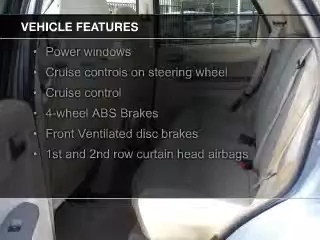 VEHICLE FEATURES
• Power windows
• Cruise controls on steering wheel
• Cruise control
• 4-wheel ABS Brakes
• Front Ventilated disc brakes
• 1st and 2nd row curtain head airbags